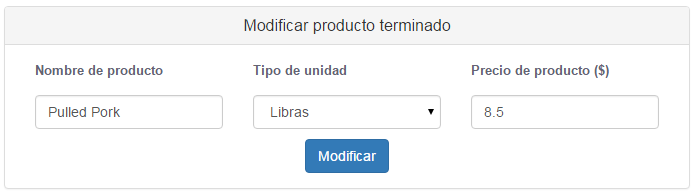 Modificar producto terminado
Nombre de producto Tipo de unidad Precio de producto ($)
Pulled Pork Libras 8.5
Modificar